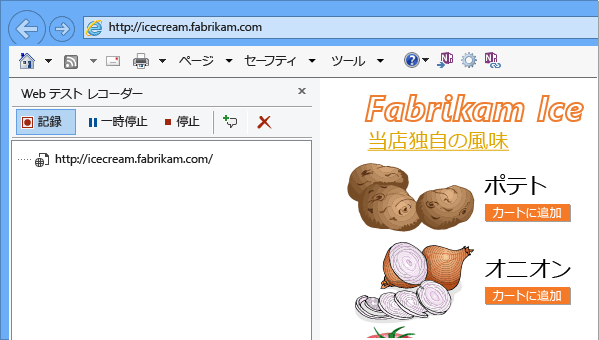 http://icecream.fabrikam.com
ページ セーフティ ツール
Web テスト レコーダー
記録 一時停止 停止
http://icecream.fabrikam.com/
Fabrikam Ice
当店独自の風味
ポテト
カートに追加
オニオン
カートに追加